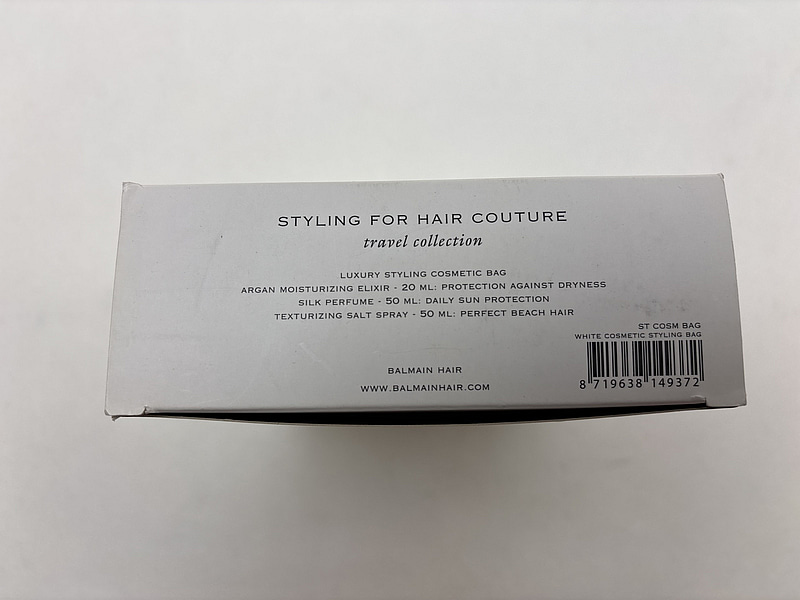 STYLING FOR HAIR COUTURE
travel collection
LUXURY STYLING COSMETIC BAG
ARGAN MOISTURIZING ELIXIR - 20 ML: PROTECTION AGAINST DRYNESS
SILK PERFUME - 50 ML: DAILY SUN PROTECTION
TEXTURIZING SALT SPRAY - 50 ML: PERFECT BEACH HAIR
ST COSM BAG
WHITE COSMETIC STYLING BAG
8 719638 149372
BALMAIN HAIR
WWW.BALMAINHAIR.COM